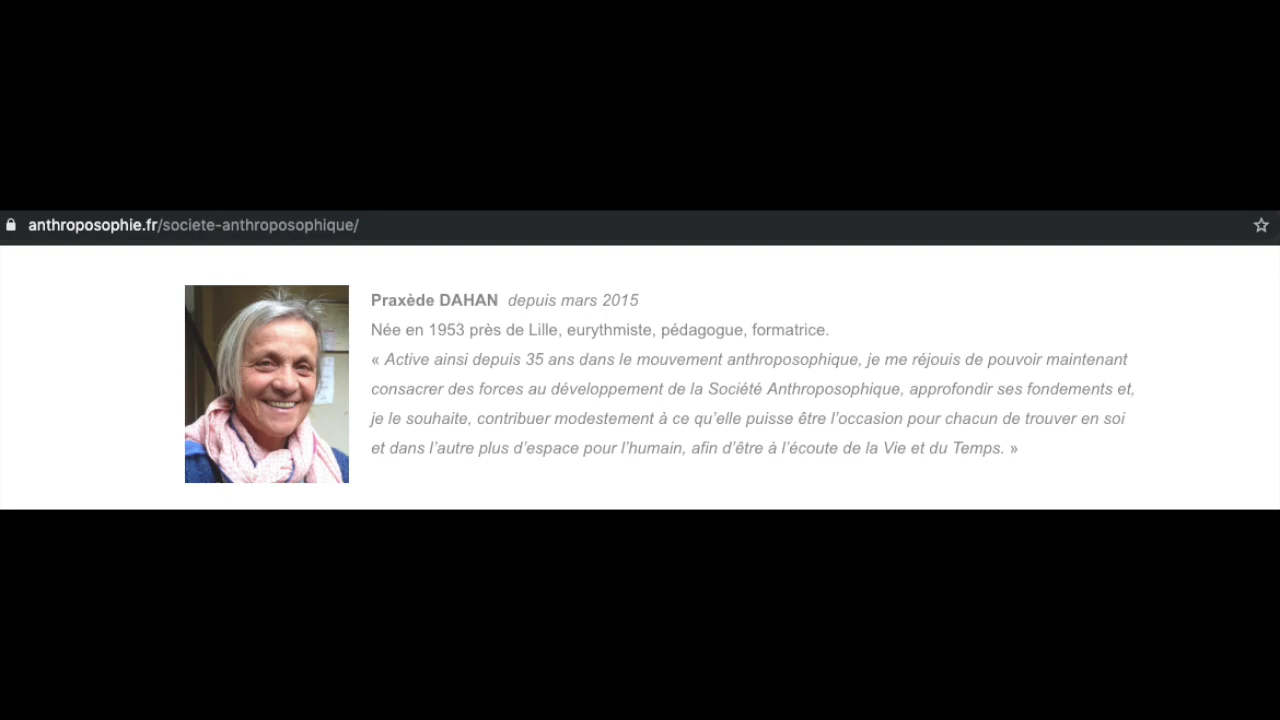 anthroposophie.fr/societe-anthroposophique/
Praxède DAHAN depuis mars 2015
Née en 1953 près de Lille, eurythmiste, pédagogue, formatrice.
« Active ainsi depuis 35 ans dans le mouvement anthroposophique, je me réjouis de pouvoir maintenant
consacrer des forces au développement de la Société Anthroposophique, approfondir ses fondements et,
je le souhaite, contribuer modestement à ce qu’elle puisse être l’occasion pour chacun de trouver en soi
et dans l’autre plus d’espace pour l’humain, afin d’être à l’écoute de la Vie et du Temps. »